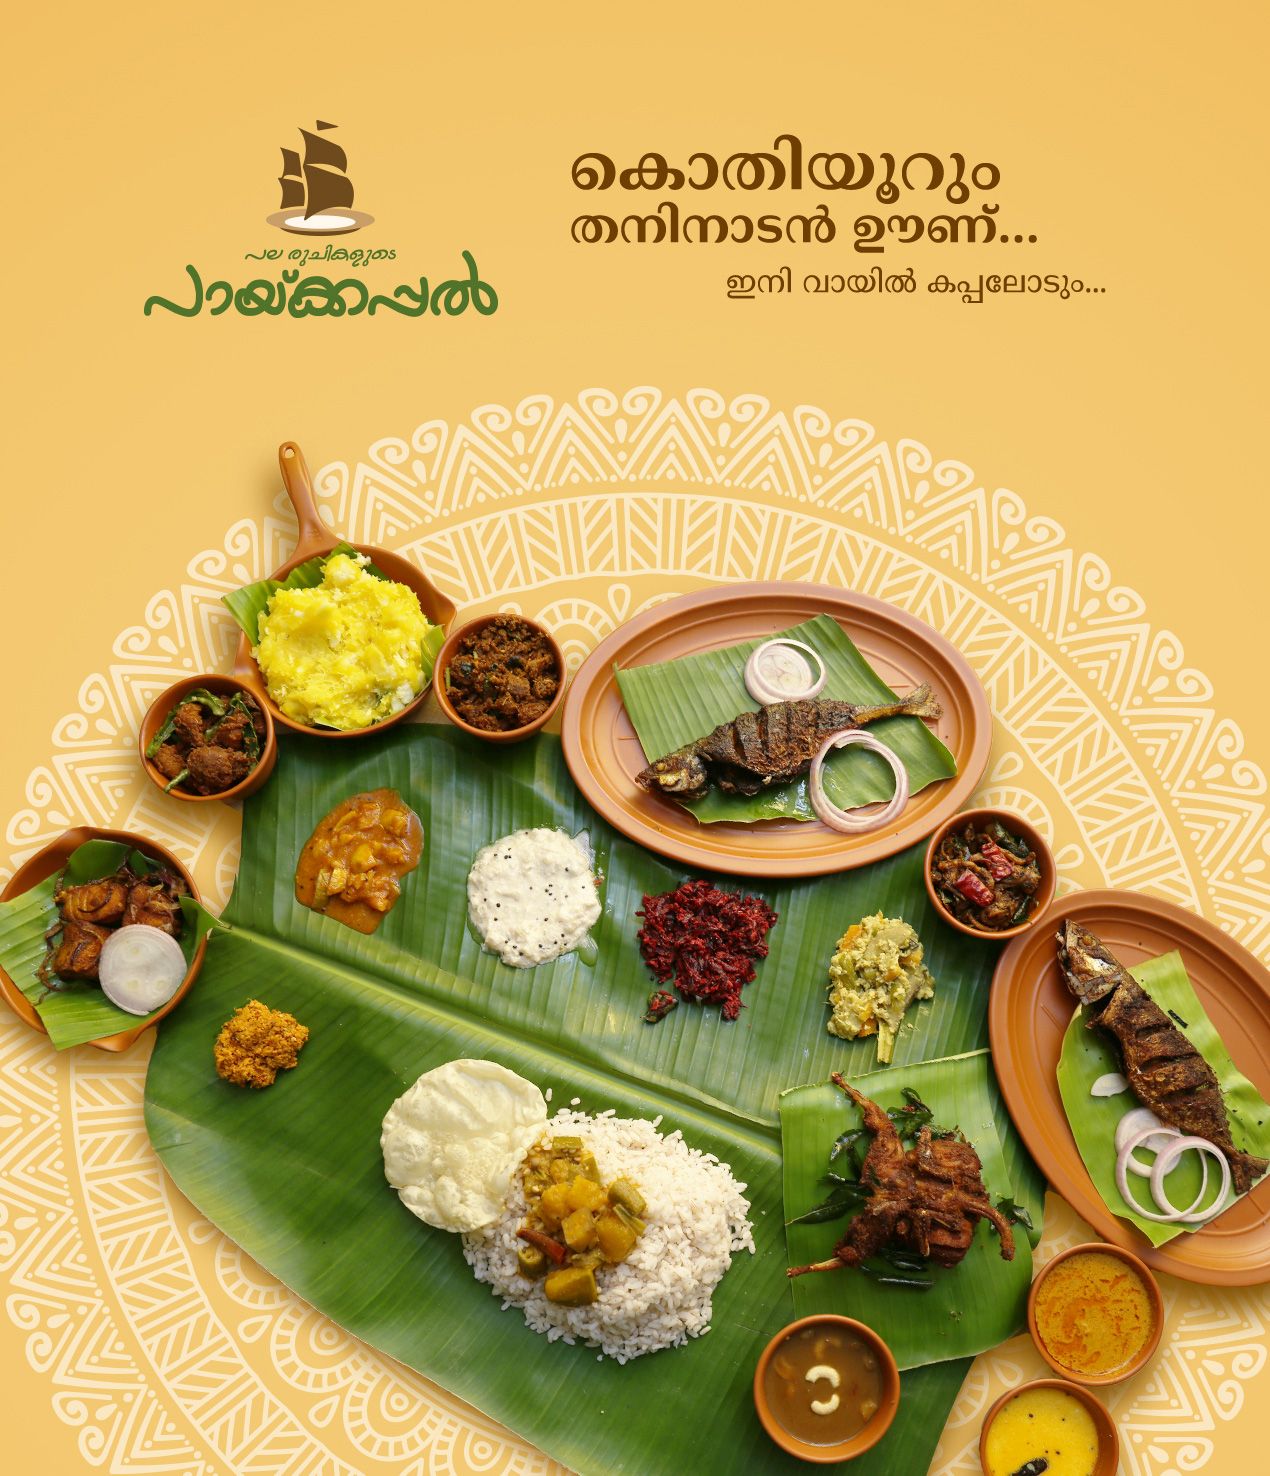 പല രുചികളുടെ
പായ്ക്കപ്പൽ
കൊതിയൂറും
തനിനാടൻ ഊണ്...
ഇനി വായിൽ കപ്പലോടും...